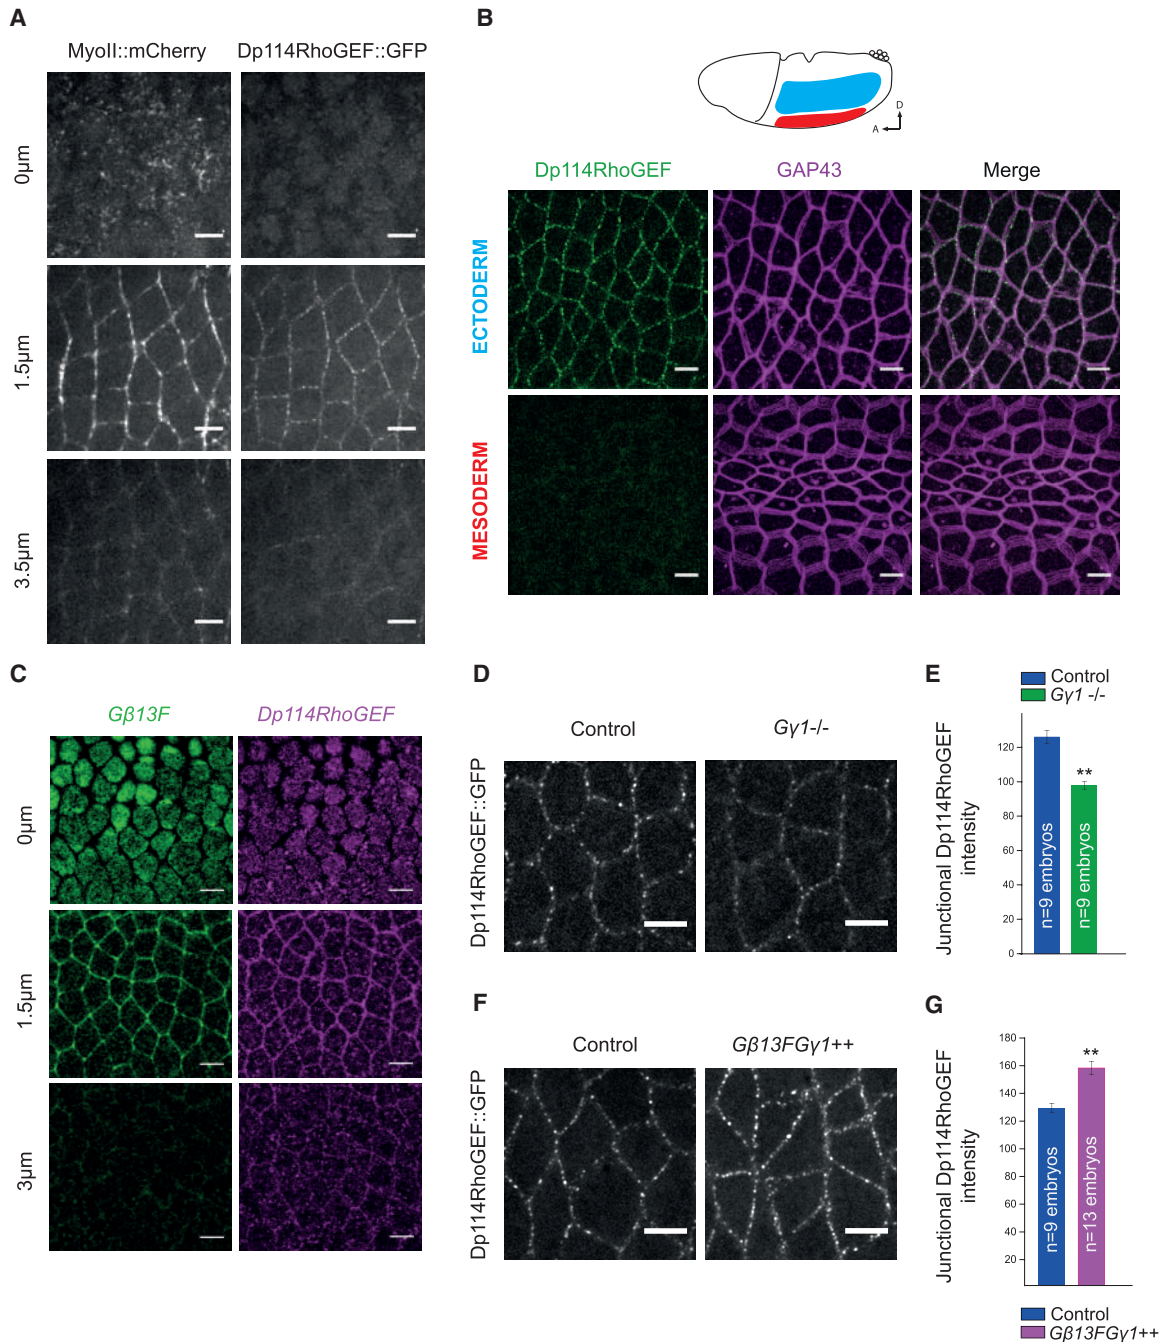 A
MyoII::mCherry
Dp114RhoGEF::GFP
0µm
1.5µm
3.5µm
B
D
A
Dp114RhoGEF
GAP43
Merge
ECTODERM
MESODERM
C
Gβ13F
Dp114RhoGEF
0µm
1.5µm
3µm
D
Control
Gγ1-/-
Dp114RhoGEF::GFP
E
Control
Gγ1 -/-
Junctional Dp114RhoGEF
intensity
120
100
80
60
40
20
0
**
n=9 embryos
n=9 embryos
F
Control
Gβ13FGγ1++
Dp114RhoGEF::GFP
G
Junctional Dp114RhoGEF
intensity
180
160
140
120
100
80
60
40
20
**
n=9 embryos
n=13 embryos
Control
Gβ13FGγ1++